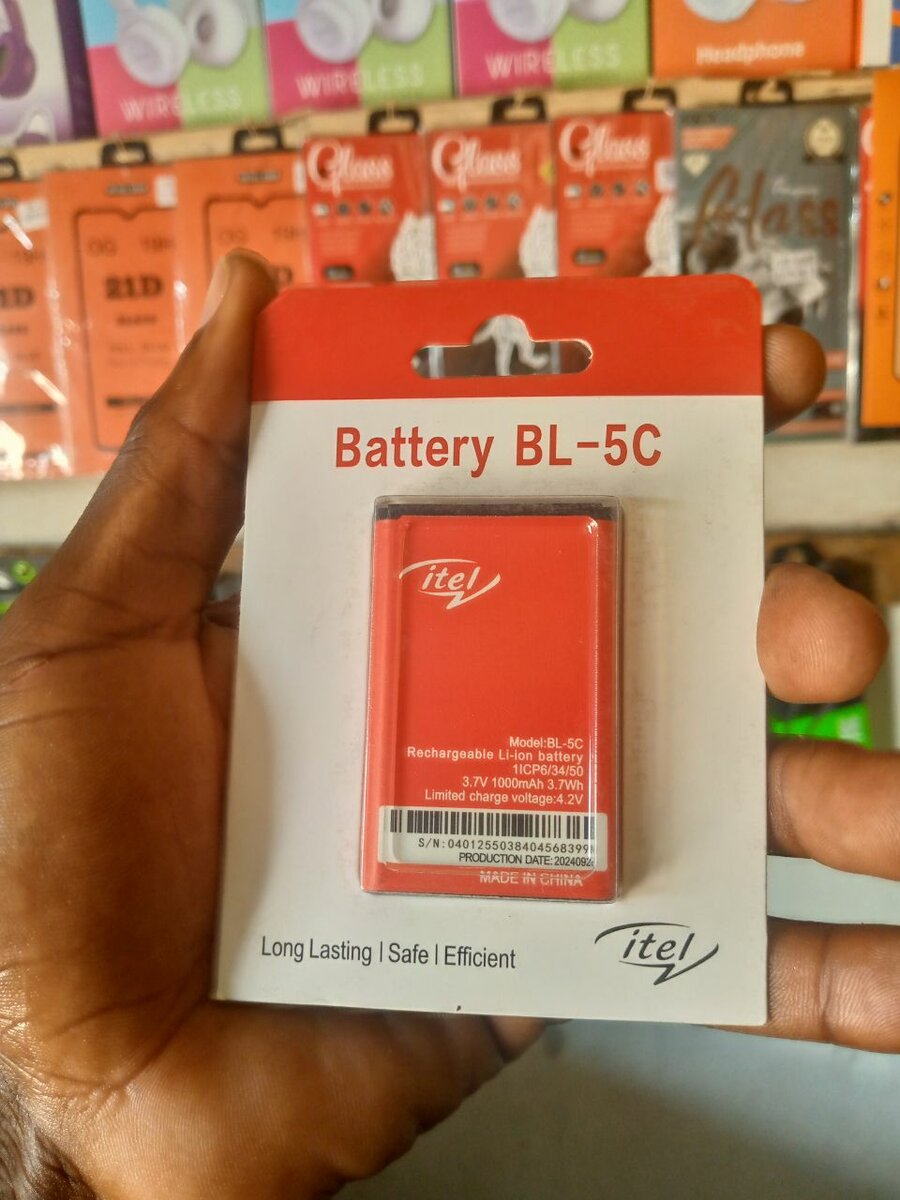 WIRELESS
WIRELESS
WIRELESS
Headphone
Glass
Glass
Glass
Glass
21D
Battery BL-5C
itel
Model:BL-5C
Rechargeable Li-ion battery
1ICP6/34/50
3.7V 1000mAh 3.7Wh
Limited charge voltage:4.2V
S/N:0401255038404568399
PRODUCTION DATE: 202409
MADE IN CHINA
Long Lasting | Safe | Efficient
itel